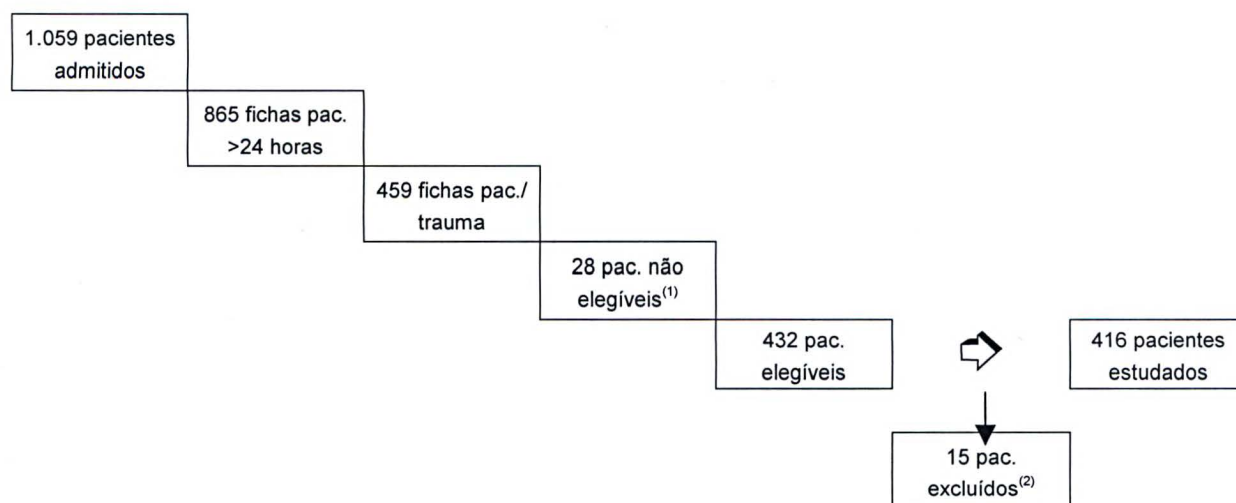 1.059 pacientes
admitidos
865 fichas pac.
>24 horas
459 fichas pac./
trauma
28 pac. não
elegíveis(1)
432 pac.
elegíveis
416 pacientes
estudados
15 pac.
excluídos(2)